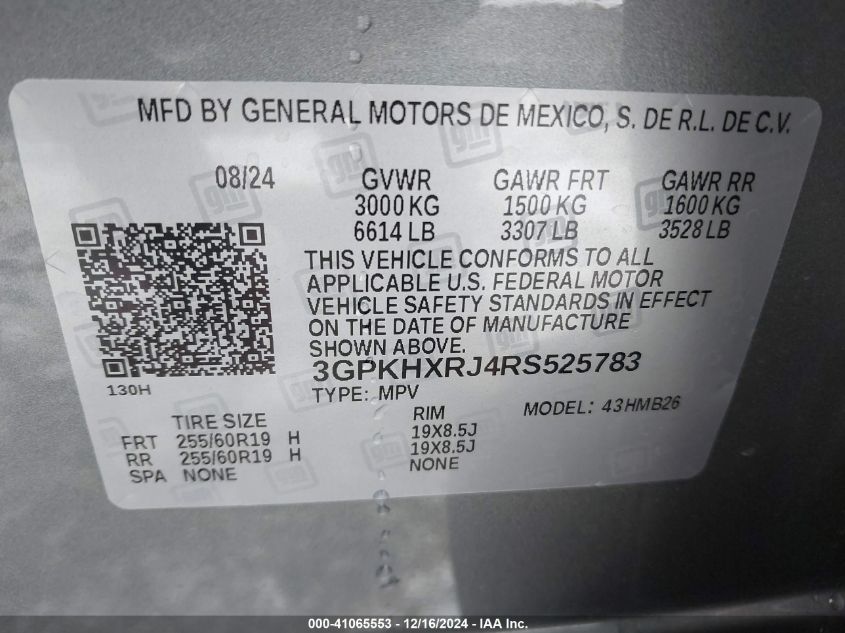 MFD BY GENERAL MOTORS DE MEXICO, S. DE R.L. DE C.V.
08/24 GVWR GAWR FRT GAWR RR
3000 KG 1500 KG 1600 KG
6614 LB 3307 LB 3528 LB
THIS VEHICLE CONFORMS TO ALL
APPLICABLE U.S. FEDERAL MOTOR
VEHICLE SAFETY STANDARDS IN EFFECT
ON THE DATE OF MANUFACTURE
SHOWN ABOVE.
3GPKHXRJ4RS525783
130H
TYPE: MPV
MODEL: 43HMB26
TIRE SIZE RIM
FRT 255/60R19 H 19X8.5J
RR 255/60R19 H 19X8.5J
SPA NONE NONE
gm
000-41065553 - 12/16/2024 - IAA Inc.